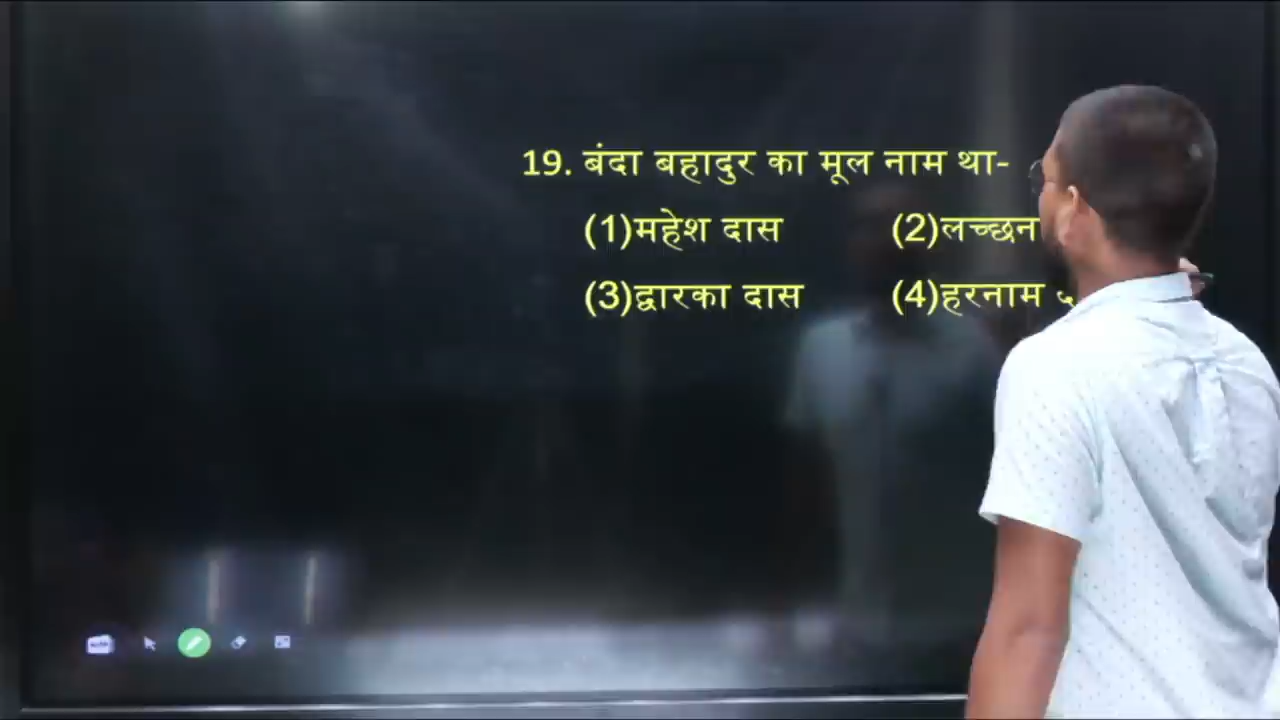 19. बंदा बहादुर का मूल नाम था-
(1)महेश दास (2)लच्छन
(3)द्वारका दास (4)हरनाम